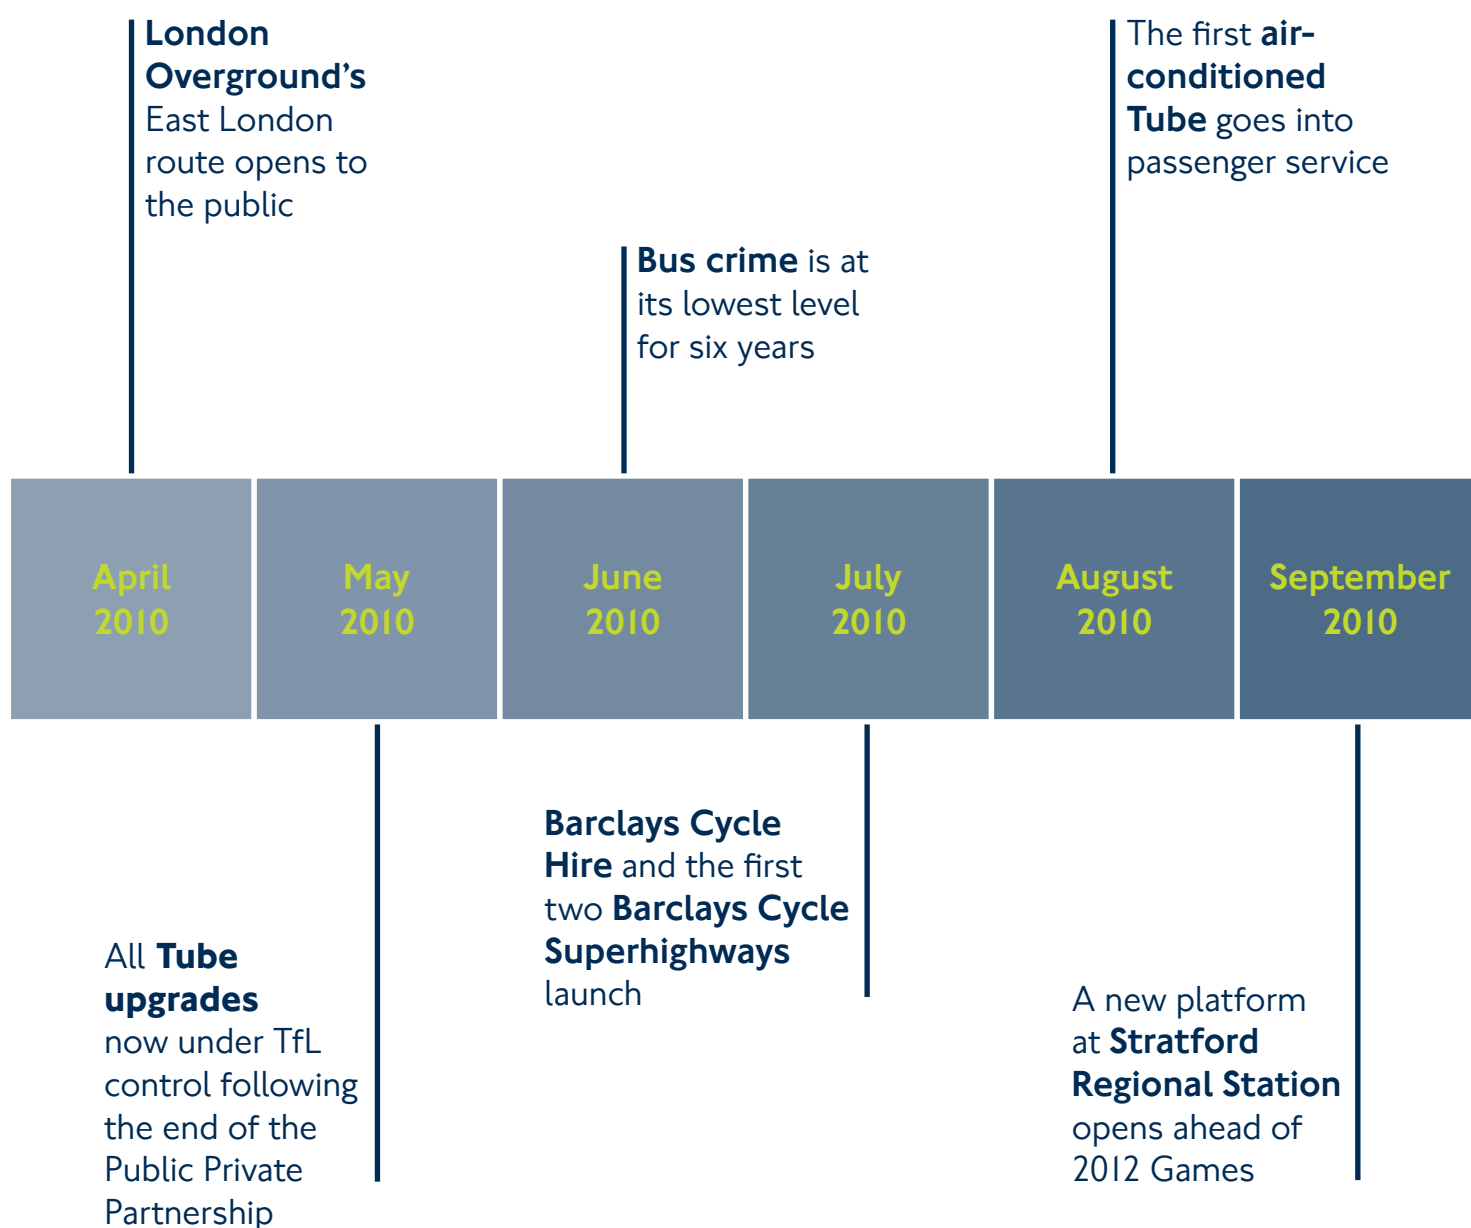 London
Overground's
East London
route opens to
the public
The first air-
conditioned
Tube goes into
passenger service
Bus crime is at
its lowest level
for six years
April
2010
May
2010
June
2010
July
2010
August
2010
September
2010
All Tube
upgrades
now under TfL
control following
the end of the
Public Private
Partnership
Barclays Cycle
Hire and the first
two Barclays Cycle
Superhighways
launch
A new platform
at Stratford
Regional Station
opens ahead of
2012 Games